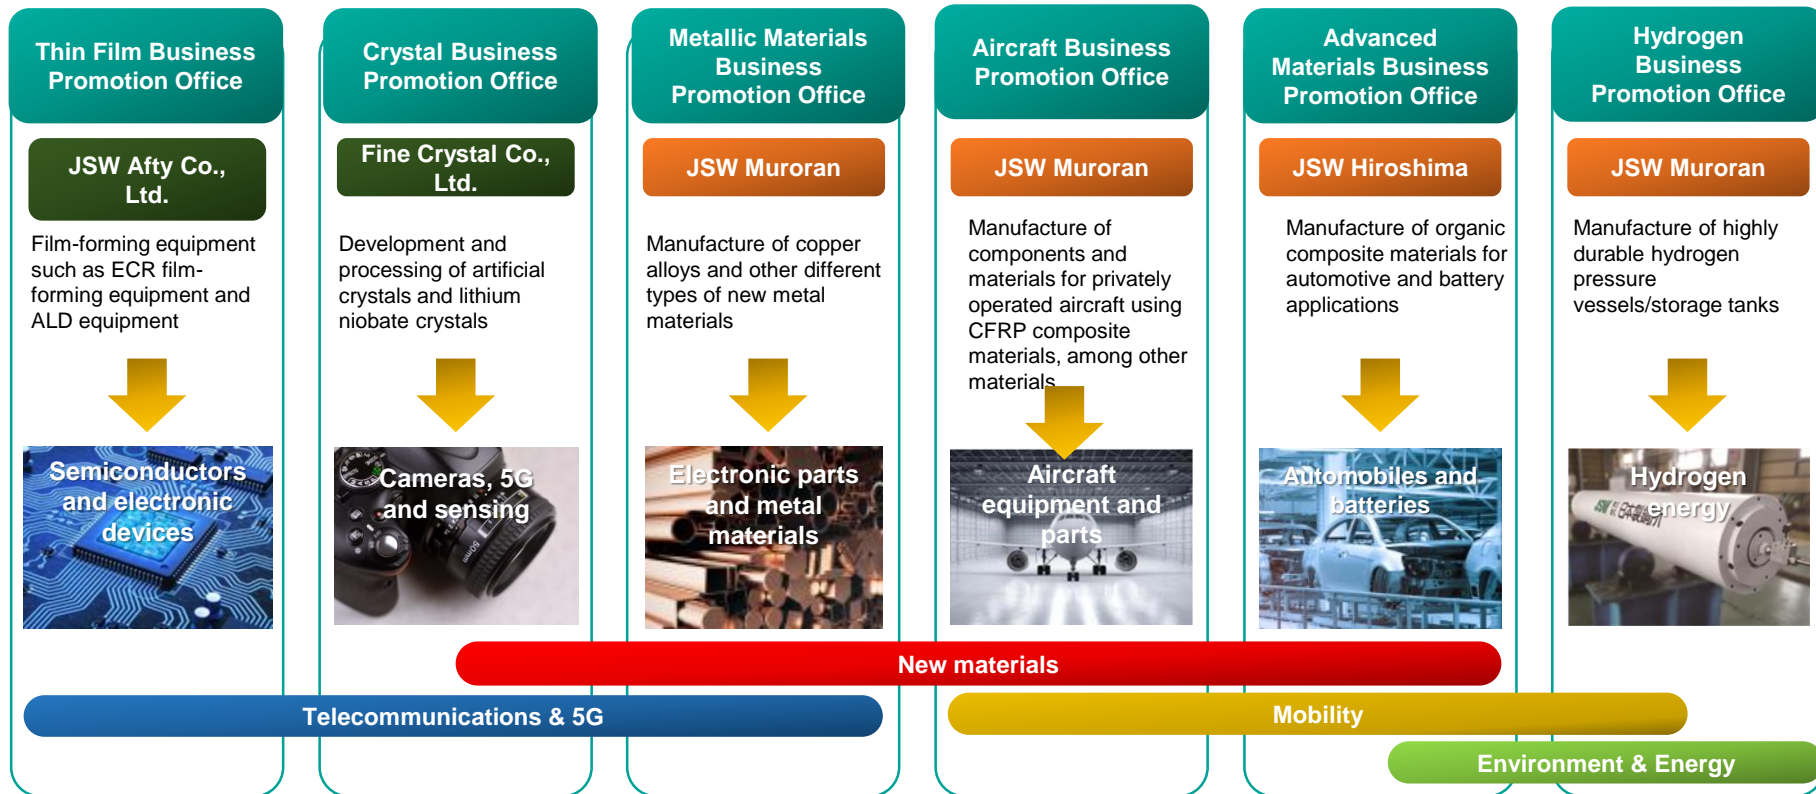 Thin Film Business
Promotion Office
JSW Afty Co.,
Ltd.
Film-forming equipment
such as ECR film-
forming equipment and
ALD equipment
Semiconductors
and electronic
devices
Crystal Business
Promotion Office
Fine Crystal Co.,
Ltd.
Development and
processing of artificial
crystals and lithium
niobate crystals
Cameras, 5G
and sensing
50mm
Metallic Materials
Business
Promotion Office
JSW Muroran
Manufacture of copper
alloys and other different
types of new metal
materials
Electronic parts
and metal
materials
Aircraft Business
Promotion Office
JSW Muroran
Manufacture of
components and
materials for privately
operated aircraft using
CFRP composite
materials, among other
materials
Aircraft
equipment and
parts
Advanced
Materials Business
Promotion Office
JSW Hiroshima
Manufacture of organic
composite materials for
automotive and battery
applications
Automobiles and
batteries
Hydrogen
Business
Promotion Office
JSW Muroran
Manufacture of highly
durable hydrogen
pressure
vessels/storage tanks
Hydrogen
energy
JSW
New materials
Telecommunications & 5G
Mobility
Environment & Energy